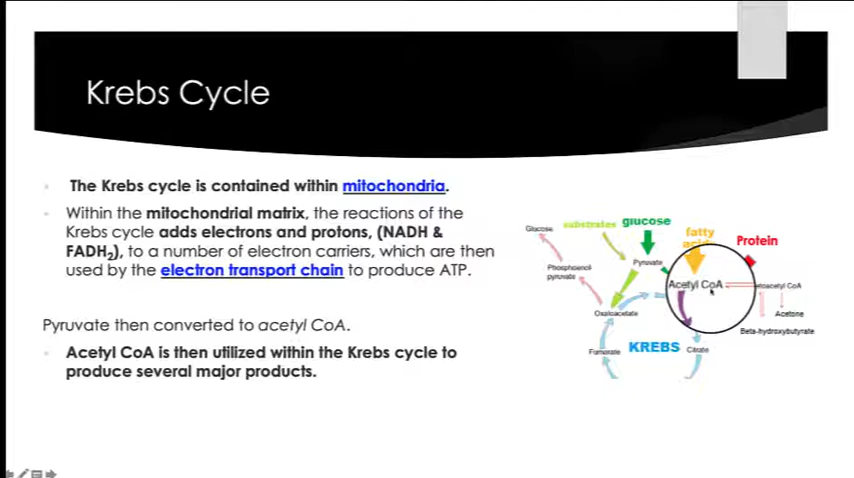 Krebs Cycle
The Krebs cycle is contained within mitochondria.
Within the mitochondrial matrix, the reactions of the
Krebs cycle adds electrons and protons, (NADH &
FADH₂), to a number of electron carriers, which are then
used by the electron transport chain to produce ATP.
Pyruvate then converted to acetyl CoA.
Acetyl CoA is then utilized within the Krebs cycle to
produce several major products.
Glucose
substrates
glucose
fatty
Protein
Phosphoenol
pyruvate
Pyruvate
Acetyl CoA
etoacetyl CoA
Oxaloacetate
Acetone
Beta-hydroxybutyrate
Fumarate
KREBS
Citrate